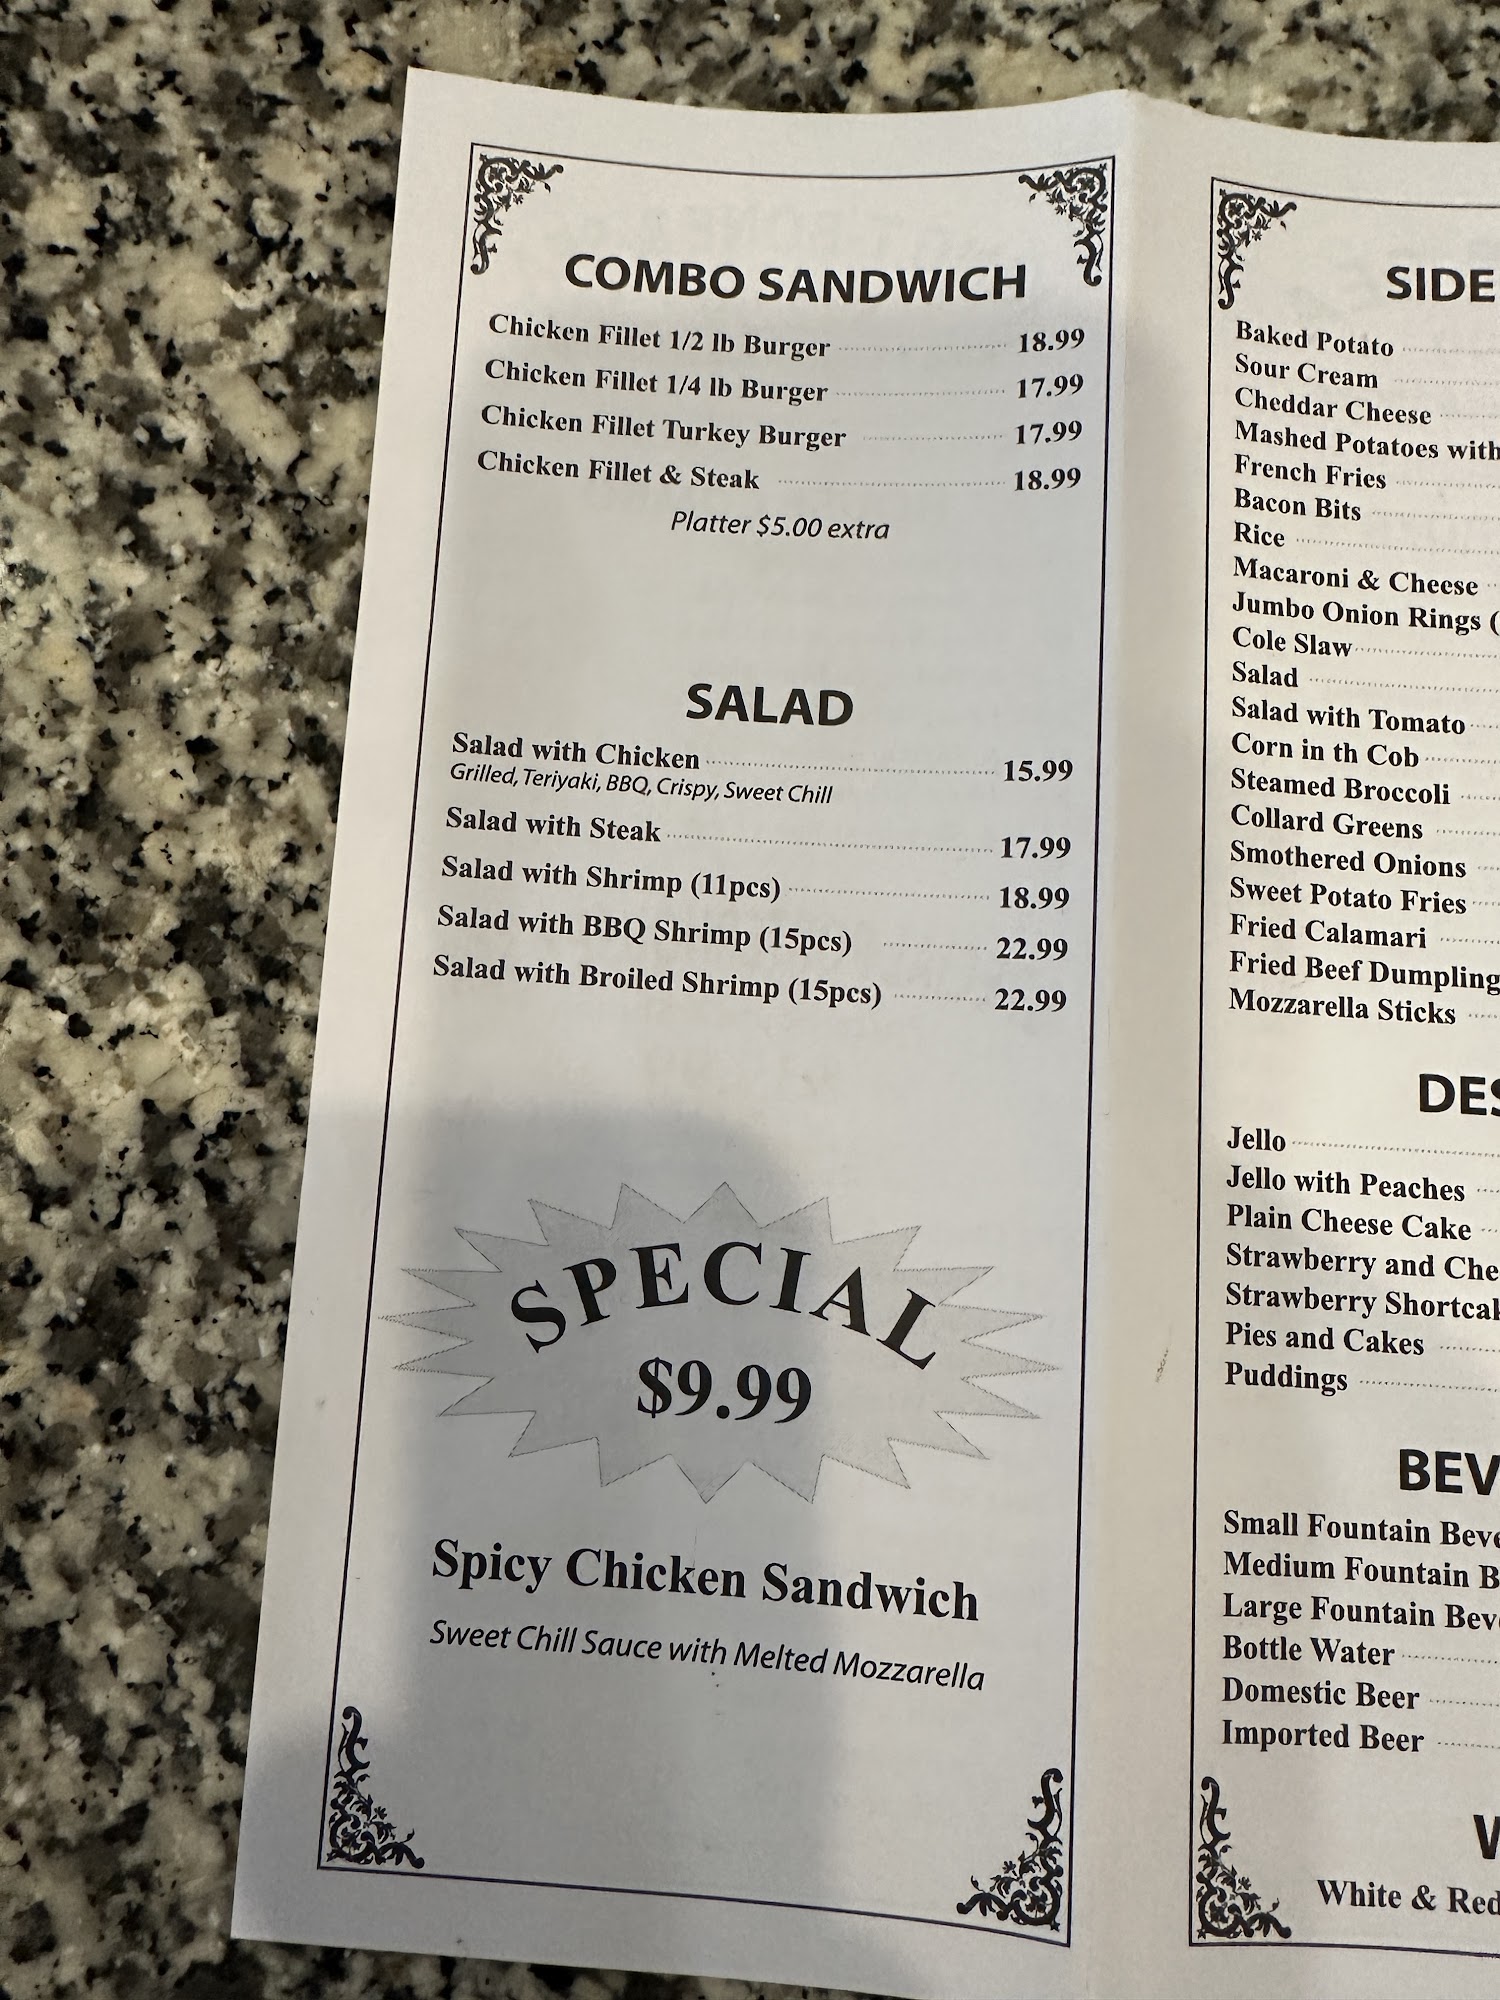 COMBO SANDWICH
Chicken Fillet 1/2 lb Burger 18.99
Chicken Fillet 1/4 lb Burger 17.99
Chicken Fillet Turkey Burger 17.99
Chicken Fillet & Steak 18.99
Platter $5.00 extra
SALAD
Salad with Chicken 15.99
Grilled, Teriyaki, BBQ, Crispy, Sweet Chill
Salad with Steak 17.99
Salad with Shrimp (11pcs) 18.99
Salad with BBQ Shrimp (15pcs) 22.99
Salad with Broiled Shrimp (15pcs) 22.99
SPECIAL
$9.99
Spicy Chicken Sandwich
Sweet Chill Sauce with Melted Mozzarella
SIDE
Baked Potato
Sour Cream
Cheddar Cheese
Mashed Potatoes with
French Fries
Bacon Bits
Rice
Macaroni & Cheese
Jumbo Onion Rings (
Cole Slaw
Salad
Salad with Tomato
Corn in th Cob
Steamed Broccoli
Collard Greens
Smothered Onions
Sweet Potato Fries
Fried Calamari
Fried Beef Dumpling
Mozzarella Sticks
DES
Jello
Jello with Peaches
Plain Cheese Cake
Strawberry and Che
Strawberry Shortcak
Pies and Cakes
Puddings
BEV
Small Fountain Beve
Medium Fountain B
Large Fountain Beve
Bottle Water
Domestic Beer
Imported Beer
W
White & Red